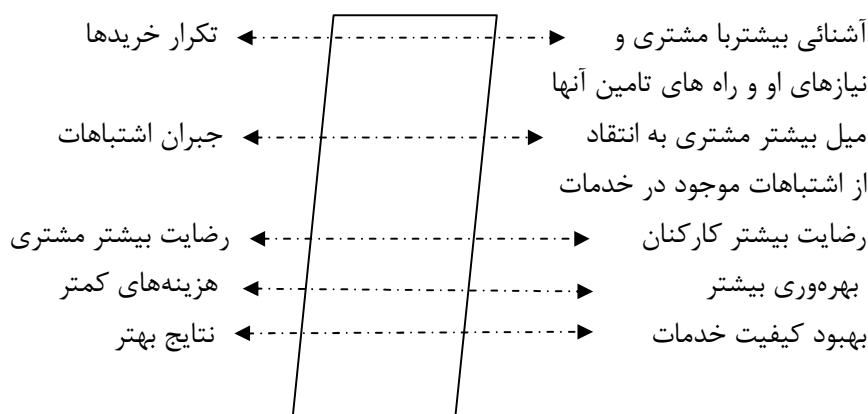 آشنائی بیشتربا مشتری و تکرار خریدها
نیازهای او و راه های تامین آنها
میل بیشتر مشتری به انتقاد جبران اشتباهات
از اشتباهات موجود در خدمات
رضایت بیشتر کارکنان رضایت بیشتر مشتری
بهره‌وری بیشتر هزینه‌های کمتر
بهبود کیفیت خدمات نتایج بهتر